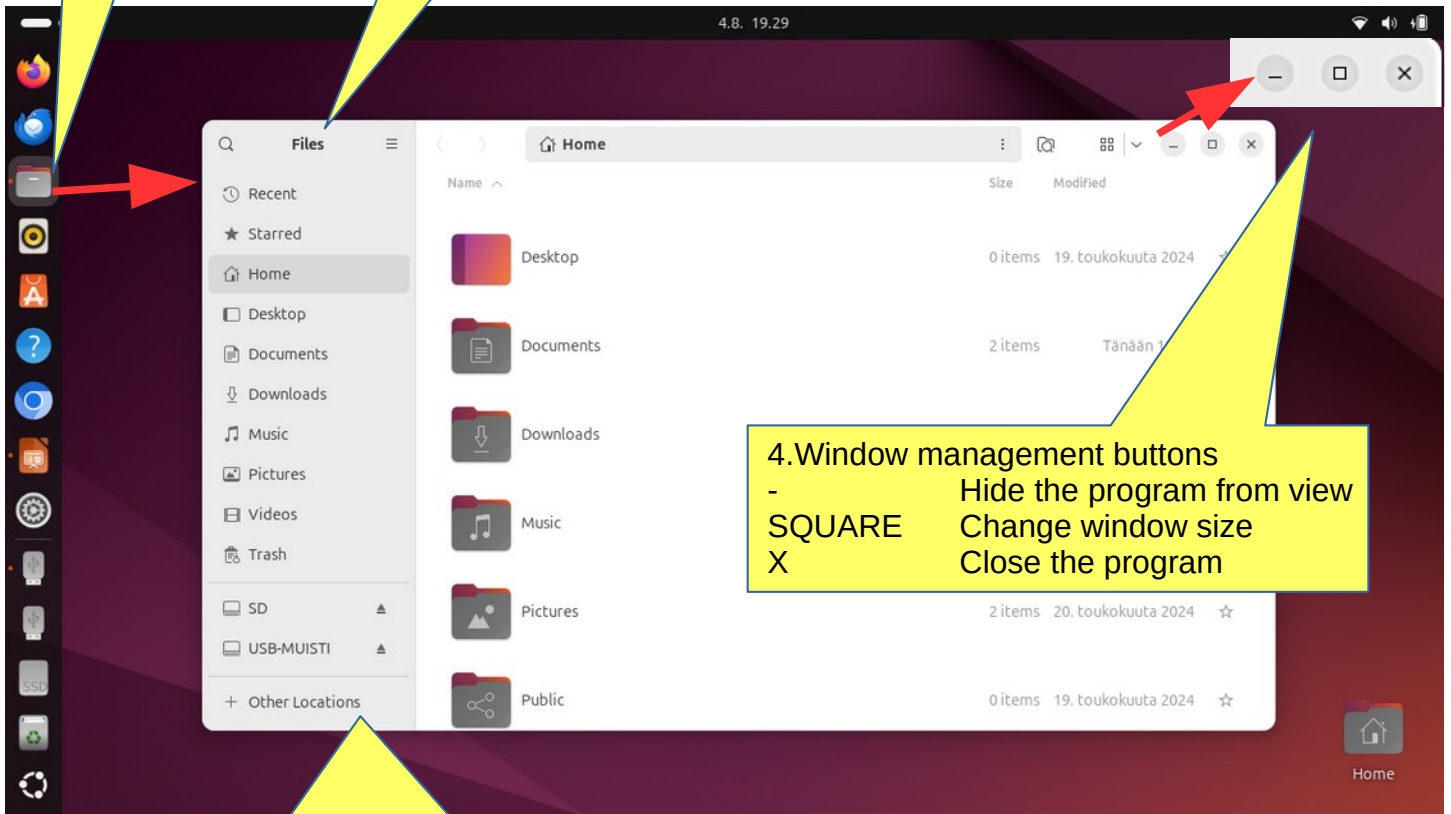 4.8. 19.29
Files
Home
Recent
Starred
Home
Desktop
Documents
Downloads
Music
Pictures
Videos
Trash
SD
USB-MUISTI
+ Other Locations
Name Size Modified
Desktop 0 items 19. toukokuuta 2024
Documents 2 items Tänään
Downloads
Music
Pictures 2 items 20. toukokuuta 2024
Public 0 items 19. toukokuuta 2024
4.Window management buttons
- Hide the program from view
SQUARE Change window size
X Close the program
SSD
Home